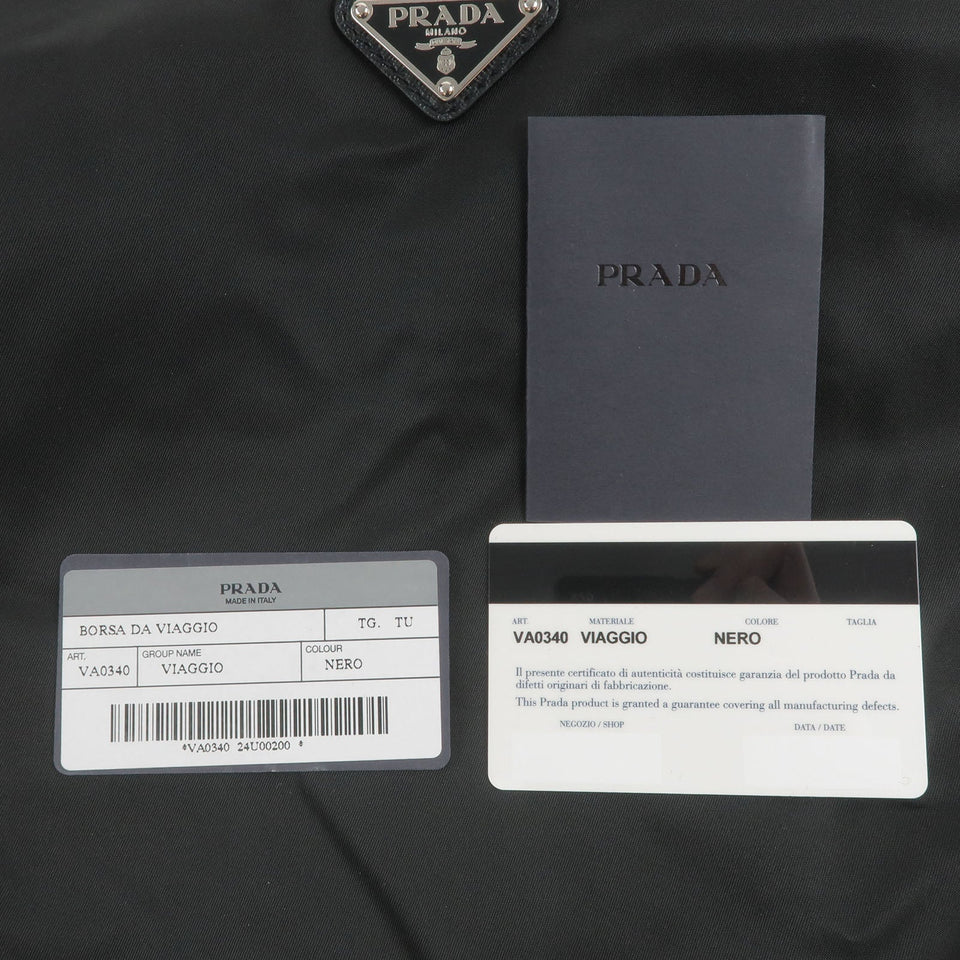 PRADA
MILANO
PRADA
PRADA
MADE IN ITALY
BORSA DA VIAGGIO TG. TU
ART. VA0340 GROUP NAME VIAGGIO COLOUR NERO
*VA0340 24U00200 *
ART. MATERIALE COLORE TAGLIA
VA0340 VIAGGIO NERO
Il presente certificato di autenticità costituisce garanzia del prodotto Prada da
difetti originari di fabbricazione.
This Prada product is granted a guarantee covering all manufacturing defects.
NEGOZIO / SHOP DATA / DATE